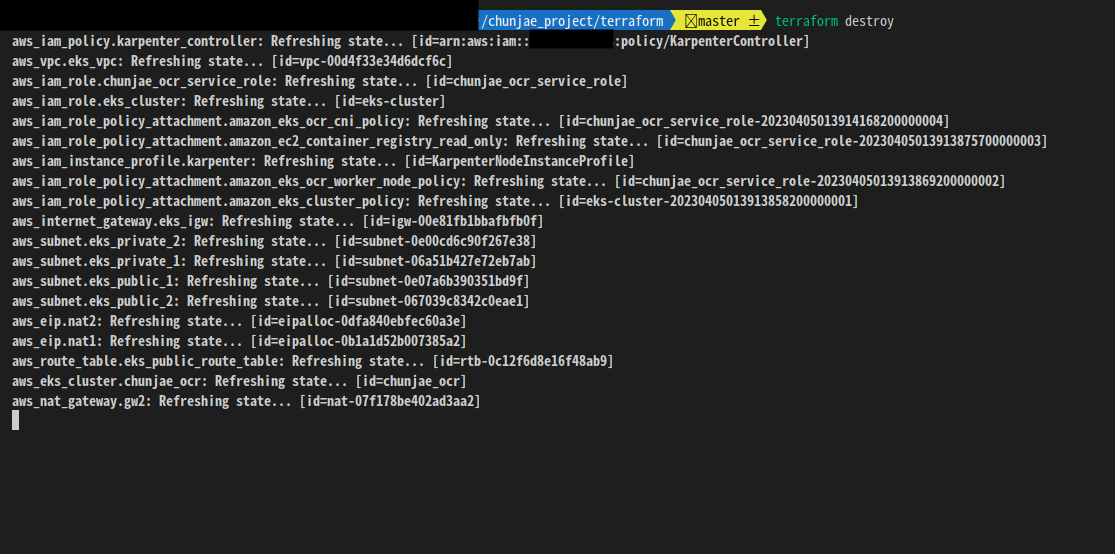 /chunjae_project/terraform master ± terraform destroy
aws_iam_policy.karpenter_controller: Refreshing state... [id=arn:aws:iam:: :policy/KarpenterController]
aws_vpc.eks_vpc: Refreshing state... [id=vpc-00d4f33e34d6dcf6c]
aws_iam_role.chunjae_ocr_service_role: Refreshing state... [id=chunjae_ocr_service_role]
aws_iam_role.eks_cluster: Refreshing state... [id=eks-cluster]
aws_iam_role_policy_attachment.amazon_eks_ocr_cni_policy: Refreshing state... [id=chunjae_ocr_service_role-20230405013914168200000004]
aws_iam_role_policy_attachment.amazon_ec2_container_registry_read_only: Refreshing state... [id=chunjae_ocr_service_role-20230405013913875700000003]
aws_iam_instance_profile.karpenter: Refreshing state... [id=KarpenterNodeInstanceProfile]
aws_iam_role_policy_attachment.amazon_eks_ocr_worker_node_policy: Refreshing state... [id=chunjae_ocr_service_role-20230405013913869200000002]
aws_iam_role_policy_attachment.amazon_eks_cluster_policy: Refreshing state... [id=eks-cluster-20230405013913858200000001]
aws_internet_gateway.eks_igw: Refreshing state... [id=igw-00e81fb1bbafbfb0f]
aws_subnet.eks_private_2: Refreshing state... [id=subnet-0e00cd6c90f267e38]
aws_subnet.eks_private_1: Refreshing state... [id=subnet-06a51b427e72eb7ab]
aws_subnet.eks_public_1: Refreshing state... [id=subnet-0e07a6b390351bd9f]
aws_subnet.eks_public_2: Refreshing state... [id=subnet-067039c8342c0eae1]
aws_eip.nat2: Refreshing state... [id=eipalloc-0dfa840ebfec60a3e]
aws_eip.nat1: Refreshing state... [id=eipalloc-0b1a1d52b007385a2]
aws_route_table.eks_public_route_table: Refreshing state... [id=rtb-0c12f6d8e16f48ab9]
aws_eks_cluster.chunjae_ocr: Refreshing state... [id=chunjae_ocr]
aws_nat_gateway.gw2: Refreshing state... [id=nat-07f178be402ad3aa2]